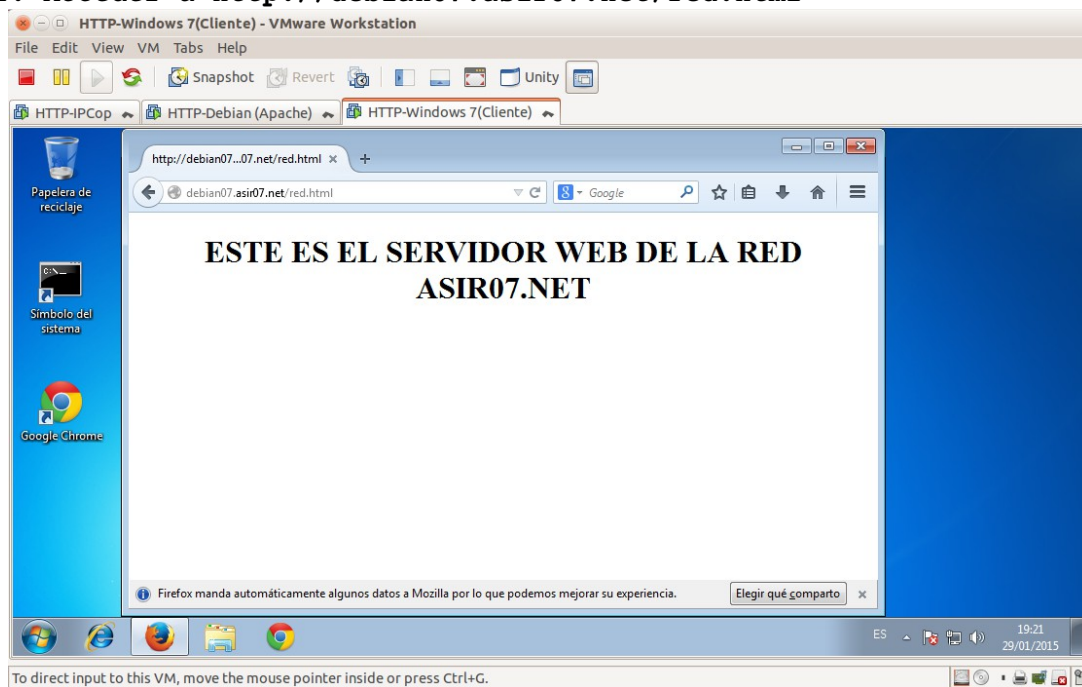 HTTP-Windows 7(Cliente) - VMware Workstation
File Edit View VM Tabs Help
Snapshot Revert Unity
HTTP-IPCop HTTP-Debian (Apache) HTTP-Windows 7(Cliente)
Papelera de
reciclaje
http://debian07...07.net/red.html
debian07.asir07.net/red.html
Google
ESTE ES EL SERVIDOR WEB DE LA RED
ASIR07.NET
Símbolo del
sistema
Google Chrome
Firefox manda automáticamente algunos datos a Mozilla por lo que podemos mejorar su experiencia. Elegir qué comparto
ES
19:21
29/01/2015
To direct input to this VM, move the mouse pointer inside or press Ctrl+G.